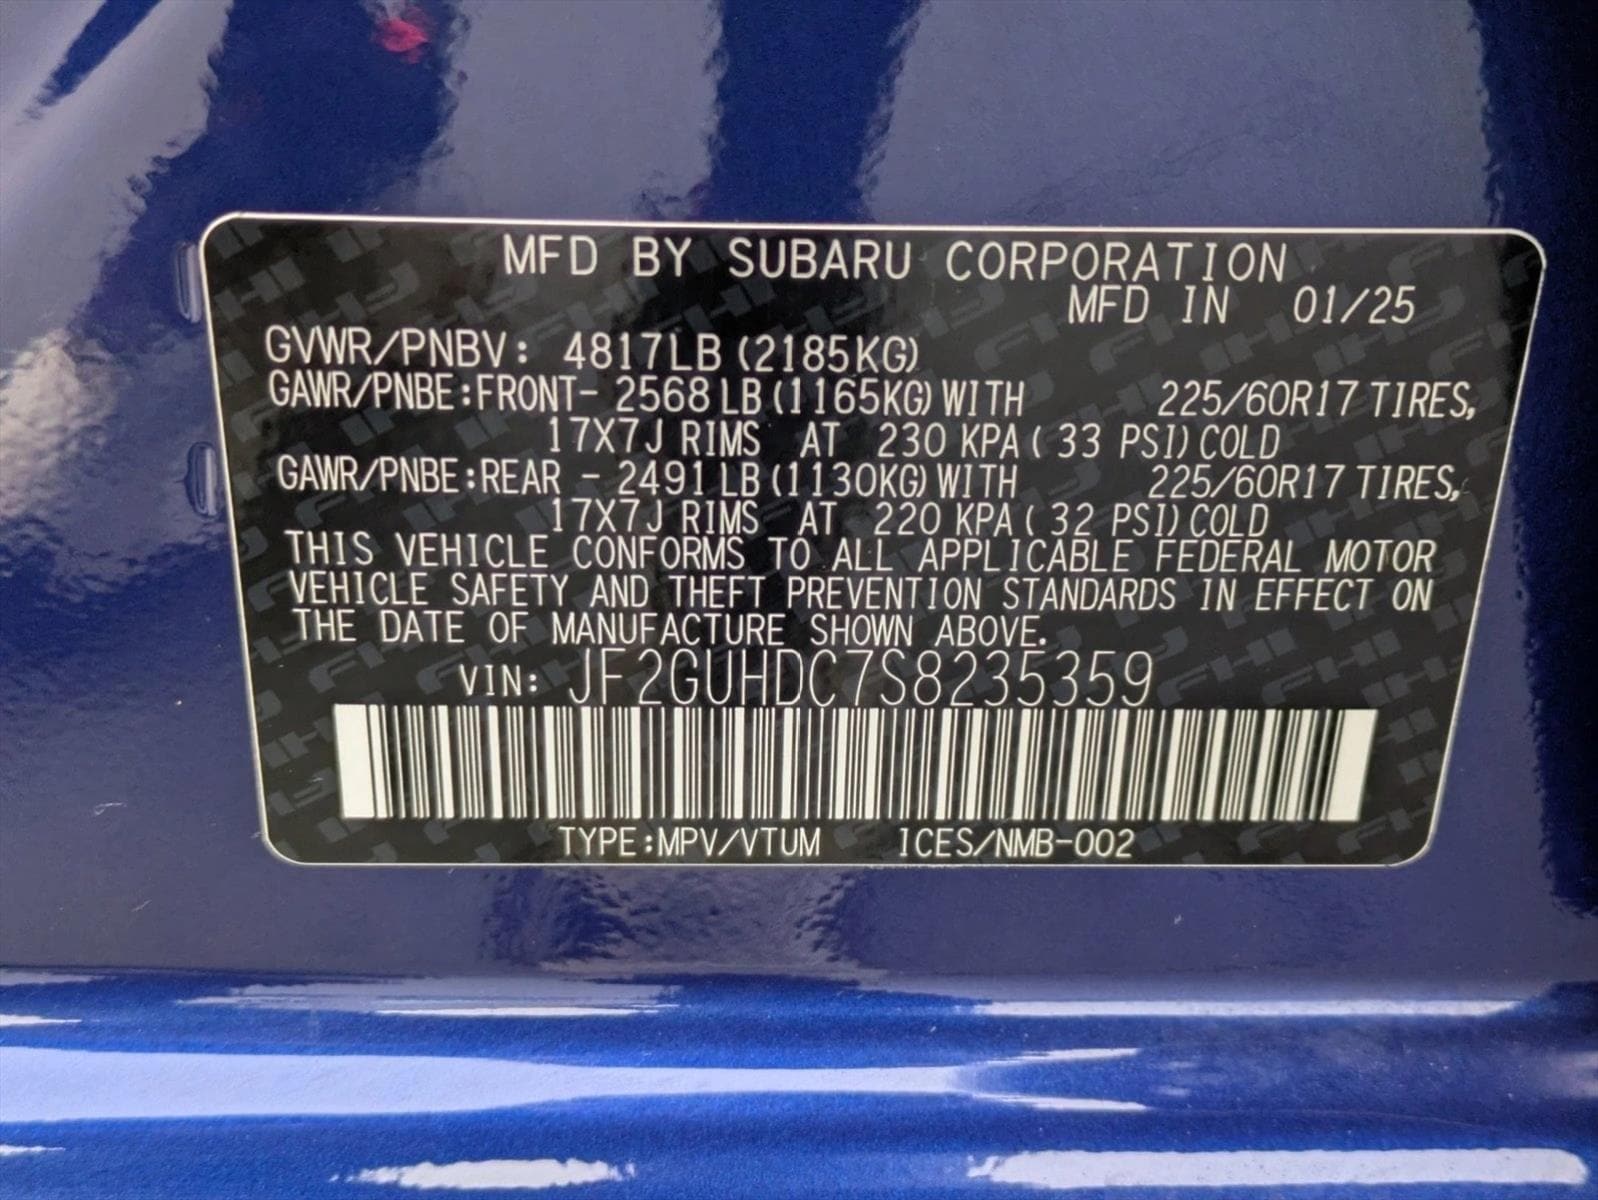 MFD BY SUBARU CORPORATION
MFD IN 01/25
GVWR/PNBV: 4817LB (2185KG)
GAWR/PNBE:FRONT- 2568 LB (1165KG) WITH 225/60R17 TIRES,
17X7J RIMS AT 230 KPA( 33 PSI) COLD
GAWR/PNBE:REAR - 2491 LB (1130KG) WITH 225/60R17 TIRES,
17X7J RIMS AT 220 KPA( 32 PSI) COLD
THIS VEHICLE CONFORMS TO ALL APPLICABLE FEDERAL MOTOR
VEHICLE SAFETY AND THEFT PREVENTION STANDARDS IN EFFECT ON
THE DATE OF MANUFACTURE SHOWN ABOVE.
VIN: JF2GUHDC7S8235359
TYPE:MPV/VTUM ICES/NMB-002